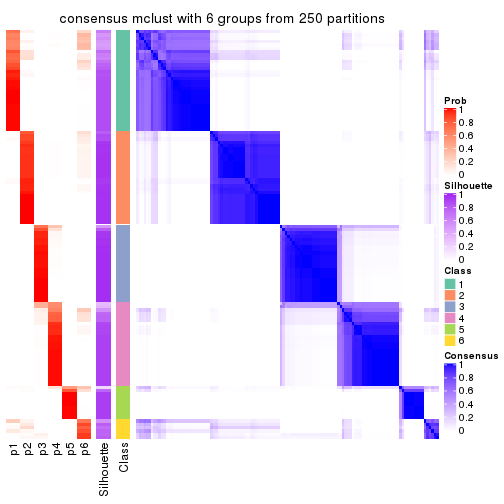 consensus mclust with 6 groups from 250 partitions
Prob
1
0.8
0.6
0.4
0.2
0
Silhouette
1
0.8
0.6
0.4
0.2
0
Class
1
2
3
4
5
6
Consensus
1
0.8
0.6
0.4
0.2
0
p1
p2
p3
p4
p5
p6
Silhouette
Class